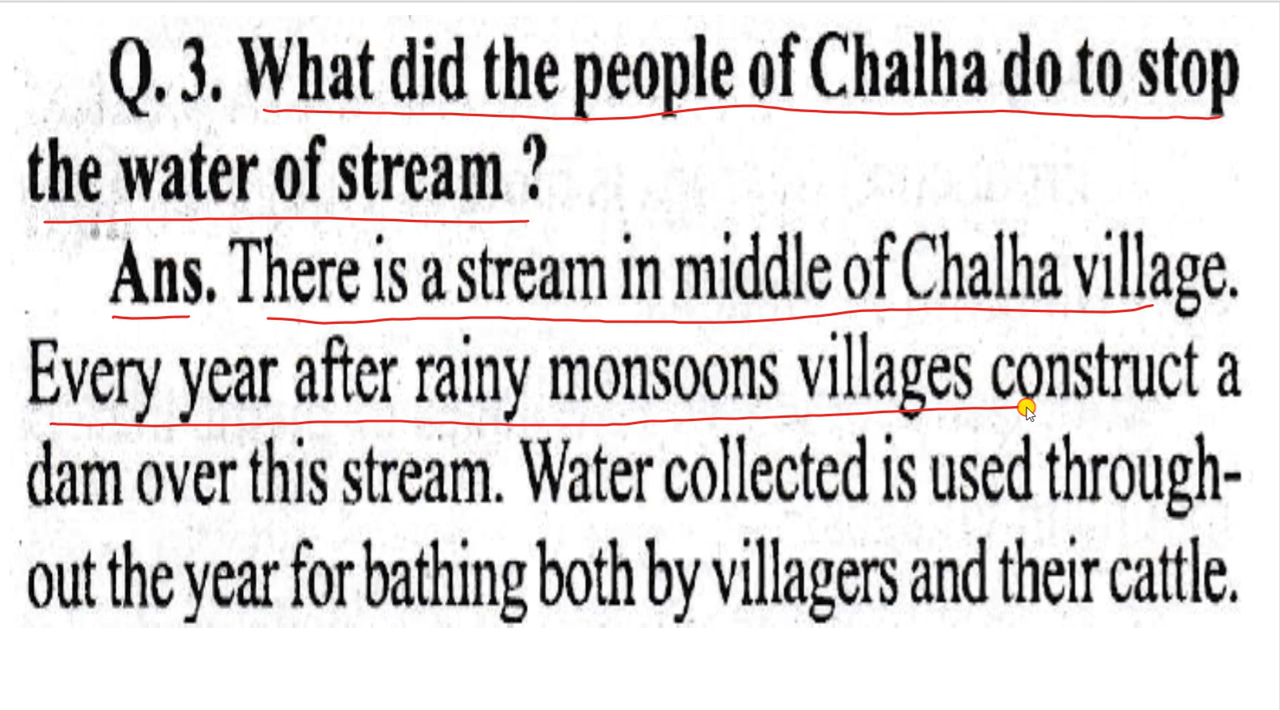 Q. 3. What did the people of Chalha do to stop
the water of stream ?
Ans. There is a stream in middle of Chalha village.
Every year after rainy monsoons villages construct a
dam over this stream. Water collected is used through-
out the year for bathing both by villagers and their cattle.